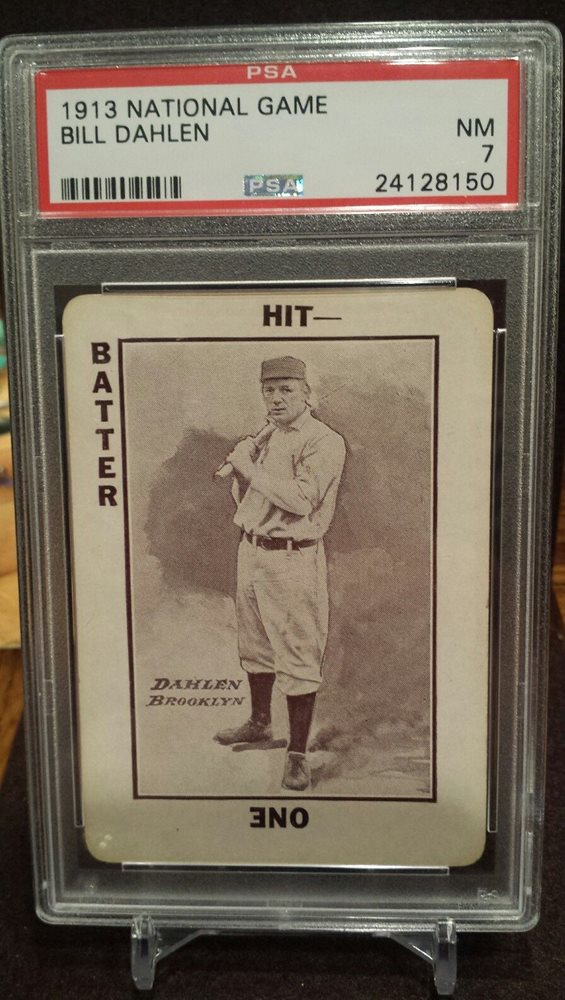 PSA
1913 NATIONAL GAME
BILL DAHLEN
NM
7
PSA
24128150
HIT—
BATTER
DAHLEN
BROOKLYN
ONE